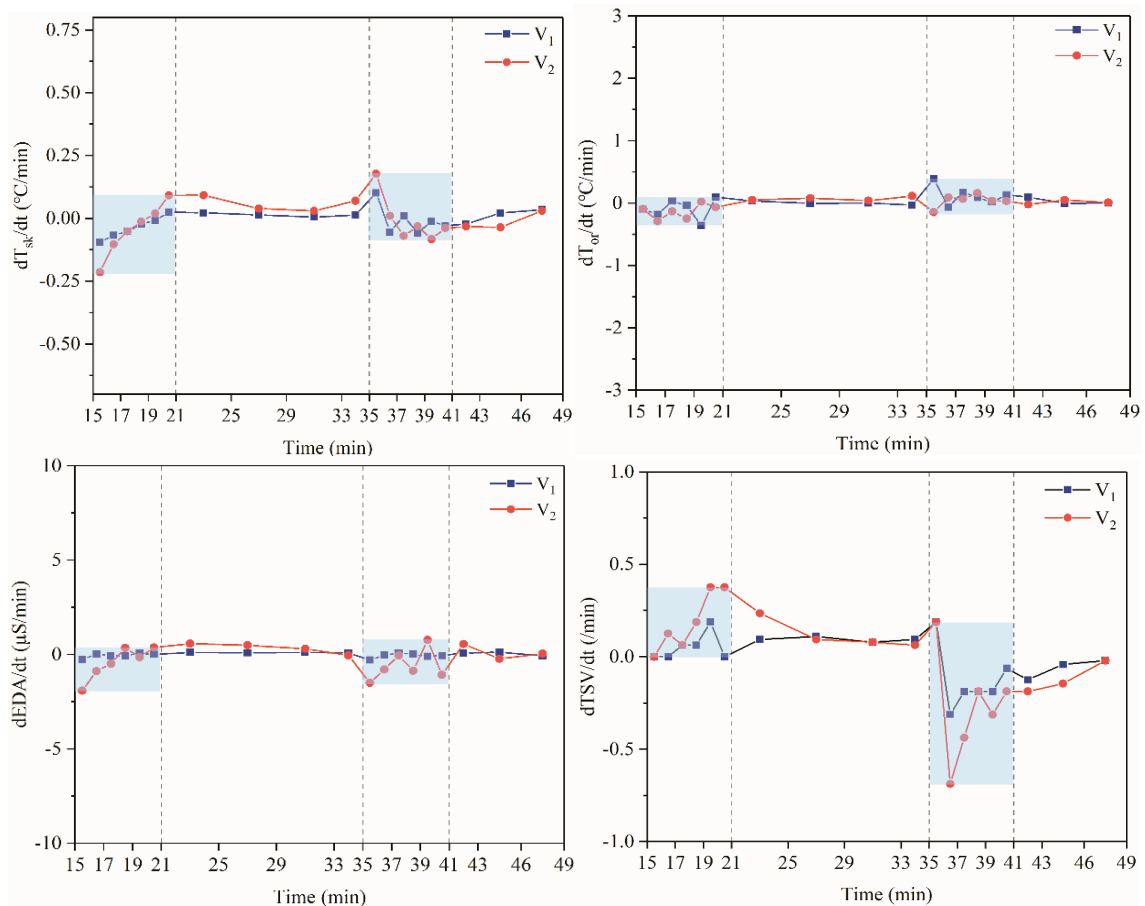 dTsk/dt (°C/min)
0.75
0.50
0.25
0.00
-0.25
-0.50
V1
V2
15 17 19 21 25 29 33 35 37 39 41 43 46 49
Time (min)
dTor/dt (°C/min)
3
2
1
0
-1
-2
-3
V1
V2
15 17 19 21 25 29 33 35 37 39 41 43 46 49
Time (min)
dEDA/dt (μS/min)
10
5
0
-5
-10
V1
V2
15 17 19 21 25 29 33 35 37 39 41 43 46 49
Time (min)
dTSV/dt (/min)
1.0
0.5
0.0
-0.5
-1.0
V1
V2
15 17 19 21 25 29 33 35 37 39 41 43 46 49
Time (min)